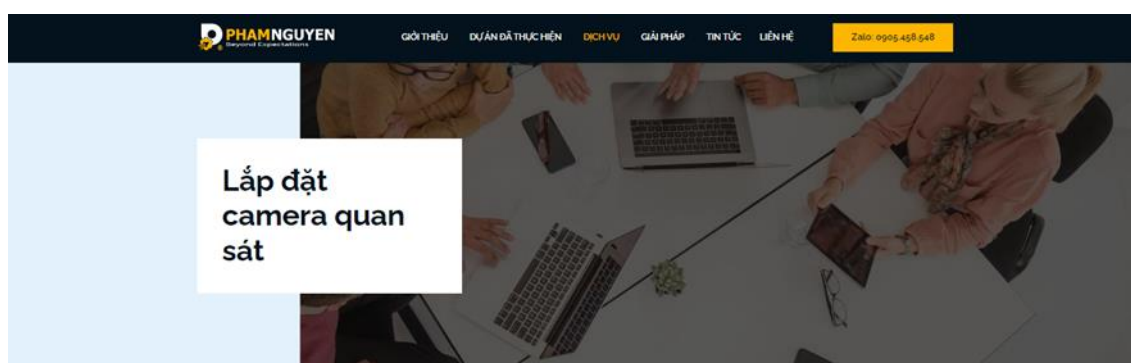 PHAMNGUYEN
Beyond Expectations
GIỚI THIỆU DỰ ÁN ĐÃ THỰC HIỆN DỊCH VỤ GIẢI PHÁP TIN TỨC LIÊN HỆ
Zalo: 0905.458.548
Lắp đặt
camera quan
sát